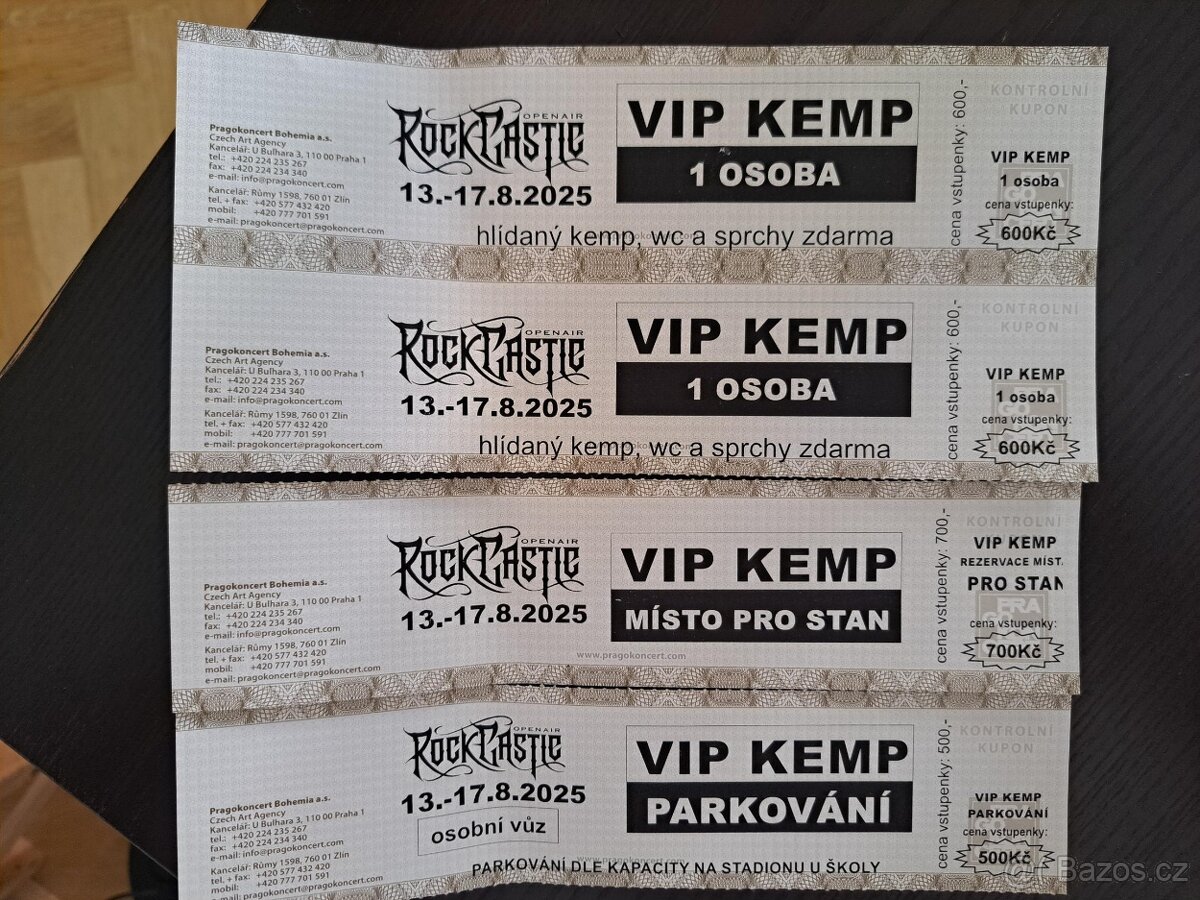 Pragokoncert Bohemia a.s.
Czech Art Agency
Kancelář: U Bulhara 3, 110 00 Praha 1
tel.: +420 224 235 267
fax: +420 224 234 340
e-mail: info@pragokoncert.com
Kancelář: Růmy 1598, 760 01 Zlín
tel. + fax: +420 577 432 420
mobil: +420 777 701 591
e-mail: pragokoncert@pragokoncert.com
OPENAIR
ROCKCASTLE
13.-17.8.2025
VIP KEMP
1 OSOBA
hlídaný kemp, wc a sprchy zdarma
cena vstupenky: 600,-
KONTROLNÍ
KUPON
VIP KEMP
1 osoba
cena vstupenky:
600Kč
Pragokoncert Bohemia a.s.
Czech Art Agency
Kancelář: U Bulhara 3, 110 00 Praha 1
tel.: +420 224 235 267
fax: +420 224 234 340
e-mail: info@pragokoncert.com
Kancelář: Růmy 1598, 760 01 Zlín
tel. + fax: +420 577 432 420
mobil: +420 777 701 591
e-mail: pragokoncert@pragokoncert.com
OPENAIR
ROCKCASTLE
13.-17.8.2025
VIP KEMP
1 OSOBA
hlídaný kemp, wc a sprchy zdarma
cena vstupenky: 600,-
KONTROLNÍ
KUPON
VIP KEMP
1 osoba
cena vstupenky:
600Kč
Pragokoncert Bohemia a.s.
Czech Art Agency
Kancelář: U Bulhara 3, 110 00 Praha 1
tel.: +420 224 235 267
fax: +420 224 234 340
e-mail: info@pragokoncert.com
Kancelář: Růmy 1598, 760 01 Zlín
tel. + fax: +420 577 432 420
mobil: +420 777 701 591
e-mail: pragokoncert@pragokoncert.com
OPENAIR
ROCKCASTLE
13.-17.8.2025
VIP KEMP
MÍSTO PRO STAN
www.pragokoncert.com
cena vstupenky: 700,-
KONTROLNÍ
VIP KEMP
REZERVACE MÍST
PRO STAN
cena vstupenky:
700Kč
Pragokoncert Bohemia a.s.
Czech Art Agency
Kancelář: U Bulhara 3, 110 00 Praha 1
tel.: +420 224 235 267
fax: +420 224 234 340
e-mail: info@pragokoncert.com
Kancelář: Růmy 1598, 760 01 Zlín
tel. + fax: +420 577 432 420
mobil: +420 777 701 591
e-mail: pragokoncert@pragokoncert.com
OPENAIR
ROCKCASTLE
13.-17.8.2025
osobní vůz
VIP KEMP
PARKOVÁNÍ
PARKOVÁNÍ DLE KAPACITY NA STADIONU U ŠKOLY
cena vstupenky: 500,-
KONTROLNÍ
KUPON
VIP KEMP
PARKOVÁNÍ
cena vstupenky:
500Kč
Bazos.cz